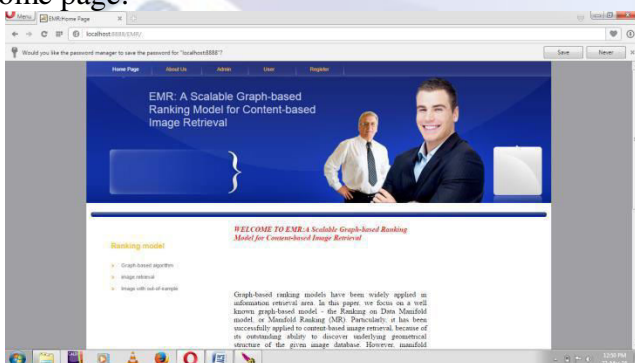 ome page.
Menu
EMR:Home Page
localhost:8888/EMR/
Would you like the password manager to save the password for "localhost:8888"?
Save
Never
Home Page
About Us
Admin
User
Register
EMR: A Scalable Graph-based
Ranking Model for Content-based
Image Retrieval
WELCOME TO EMR:A Scalable Graph-based Ranking
Model for Content-based Image Retrieval
Ranking model
Graph-based algorithm
image retrieval
Image with out-of-sample
Graph-based ranking models have been widely applied in
information retrieval area. In this paper, we focus on a well
known graph-based model - the Ranking on Data Manifold
model, or Manifold Ranking (MR). Particularly, it has been
successfully applied to content-based image retrieval, because of
its outstanding ability to discover underlying geometrical
structure of the given image database. However, manifold
12:50 PM